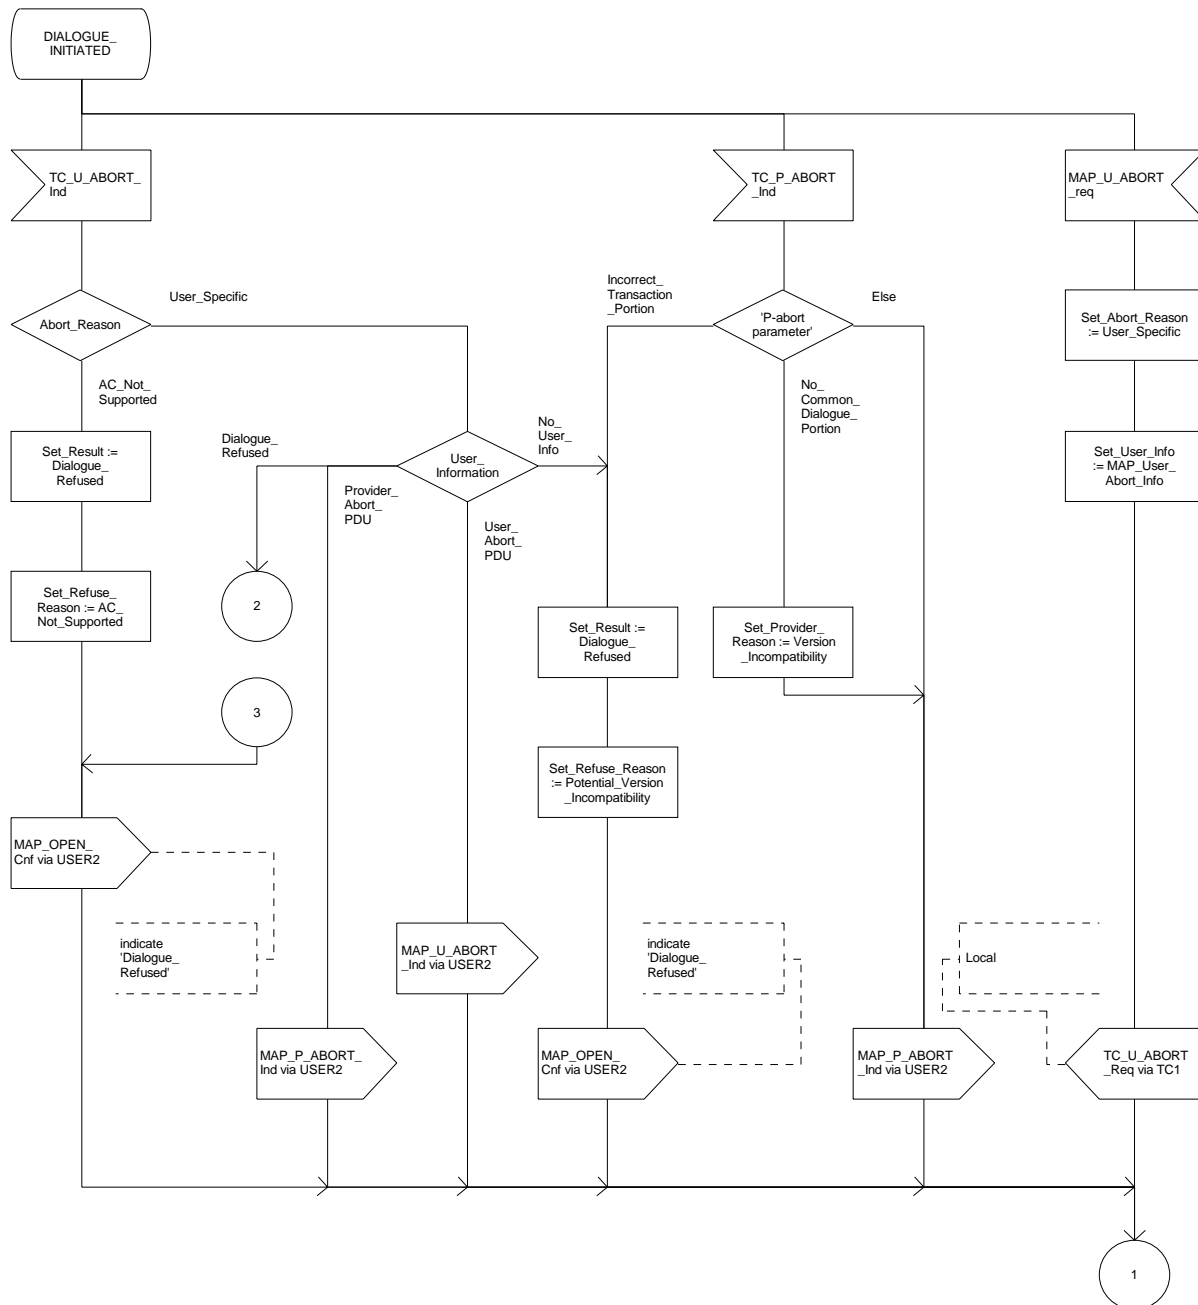 DIALOGUE_
INITIATED
TC_U_ABORT_
Ind
TC_P_ABORT
_Ind
MAP_U_ABORT
_req
User_Specific
Incorrect_
Transaction
_Portion
Else
Abort_Reason
'P-abort
parameter'
Set_Abort_Reason
:= User_Specific
AC_Not_
Supported
No_
Common_
Dialogue_
Portion
Dialogue_
Refused
No_
User_
Info
Set_Result :=
Dialogue_
Refused
User_
Information
Set_User_Info
:= MAP_User_
Abort_Info
Provider_
Abort_
PDU
User_
Abort_
PDU
Set_Refuse_
Reason := AC_
Not_Supported
2
Set_Result :=
Dialogue_
Refused
Set_Provider_
Reason := Version
_Incompatibility
3
Set_Refuse_Reason
:= Potential_Version
_Incompatibility
MAP_OPEN_
Cnf via USER2
indicate
'Dialogue_
Refused'
MAP_U_ABORT
_Ind via USER2
indicate
'Dialogue_
Refused'
Local
MAP_P_ABORT_
Ind via USER2
MAP_OPEN_
Cnf via USER2
MAP_P_ABORT
_Ind via USER2
TC_U_ABORT
_Req via TC1
1